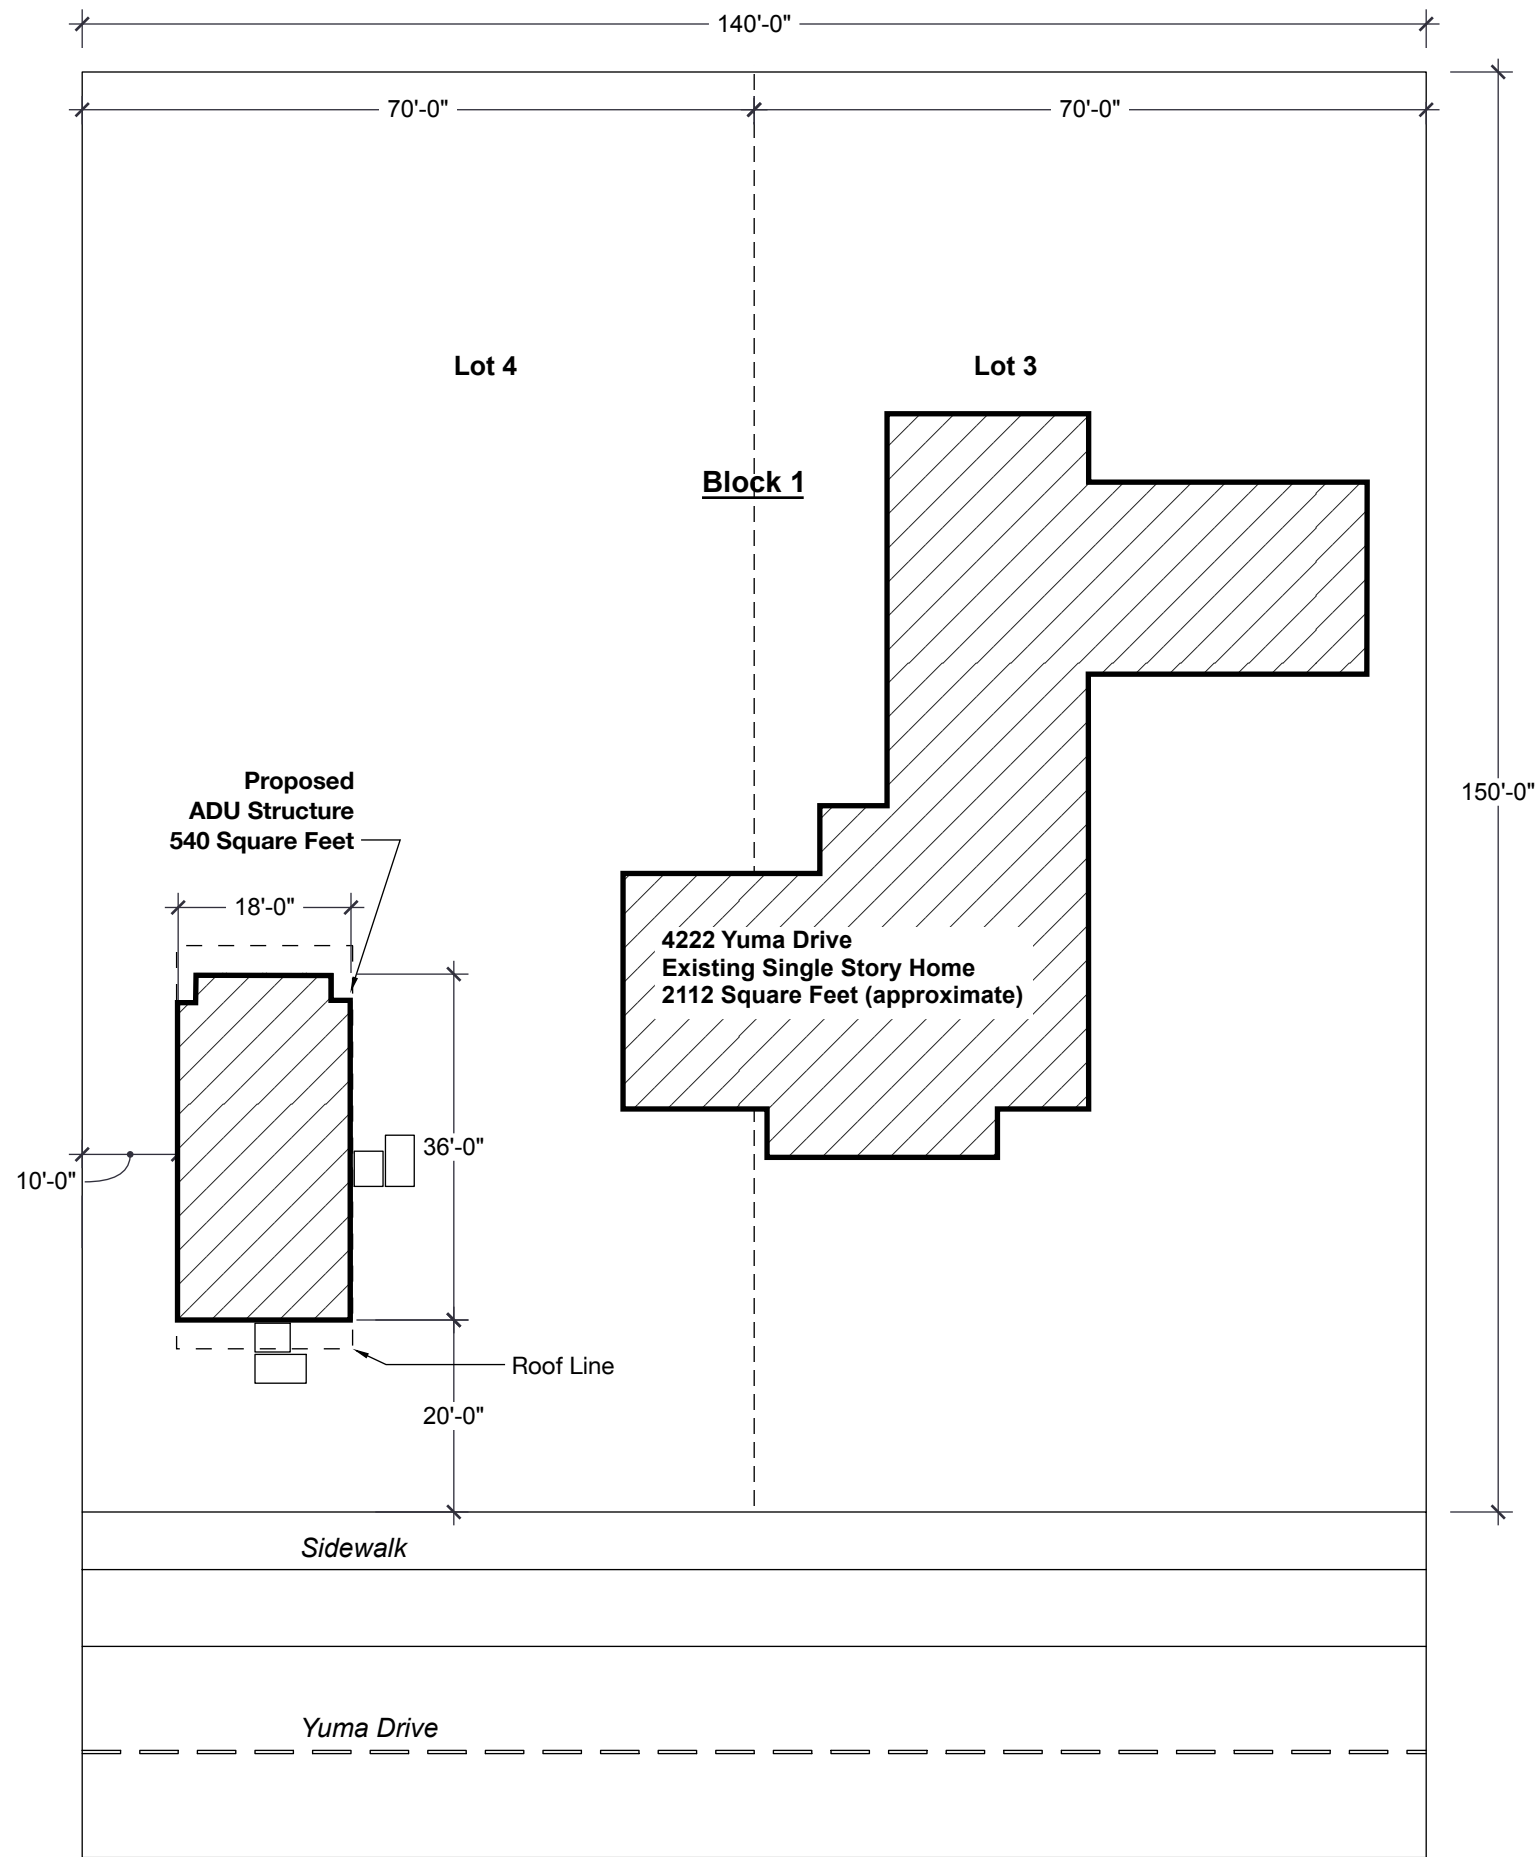 140'-0"
70'-0"
70'-0"
Lot 4
Lot 3
Block 1
Proposed
ADU Structure
540 Square Feet
150'-0"
18'-0"
4222 Yuma Drive
Existing Single Story Home
2112 Square Feet (approximate)
36'-0"
10'-0"
Roof Line
20'-0"
Sidewalk
Yuma Drive